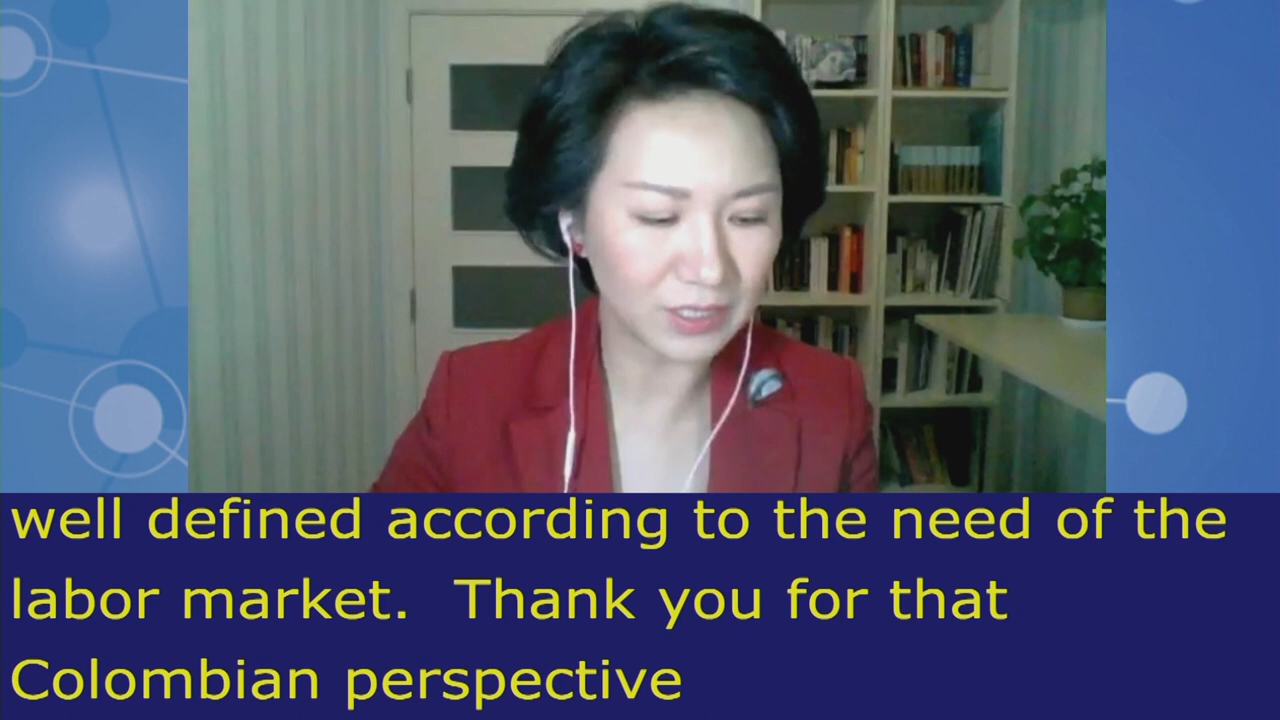 well defined according to the need of the
labor market.  Thank you for that
Colombian perspective